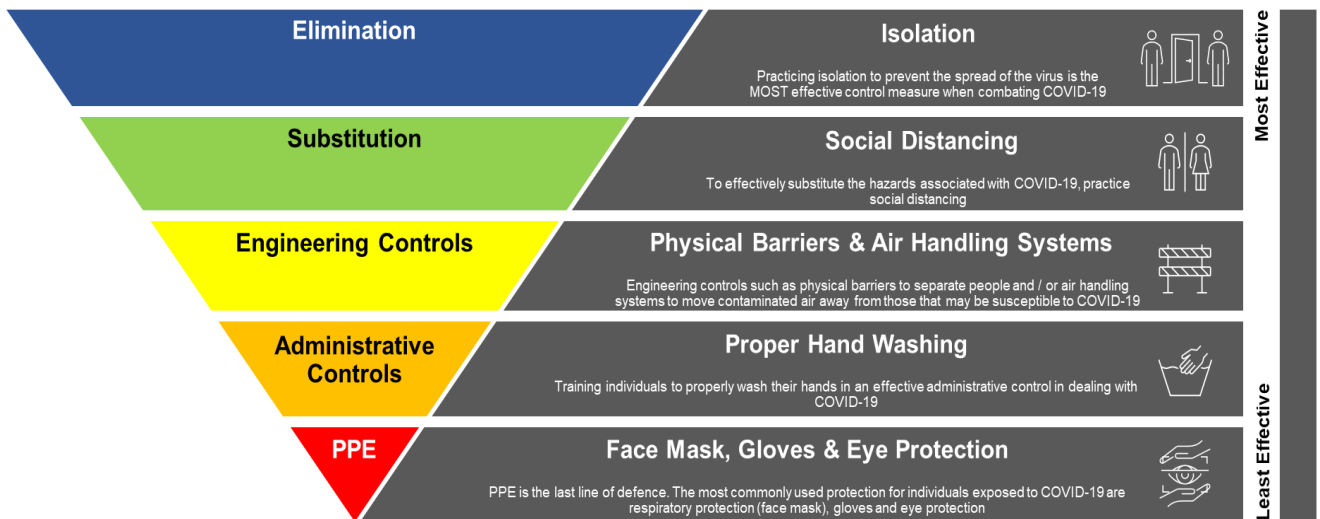 Elimination
Isolation
Practicing isolation to prevent the spread of the virus is the
MOST effective control measure when combating COVID-19
Substitution
Social Distancing
To effectively substitute the hazards associated with COVID-19, practice
social distancing
Engineering Controls
Physical Barriers & Air Handling Systems
Engineering controls such as physical barriers to separate people and / or air handling
systems to move contaminated air away from those that may be susceptible to COVID-19
Administrative
Controls
Proper Hand Washing
Training individuals to properly wash their hands in an effective administrative control in dealing with
COVID-19
PPE
Face Mask, Gloves & Eye Protection
PPE is the last line of defence. The most commonly used protection for individuals exposed to COVID-19 are
respiratory protection (face mask), gloves and eye protection
Most Effective
Least Effective